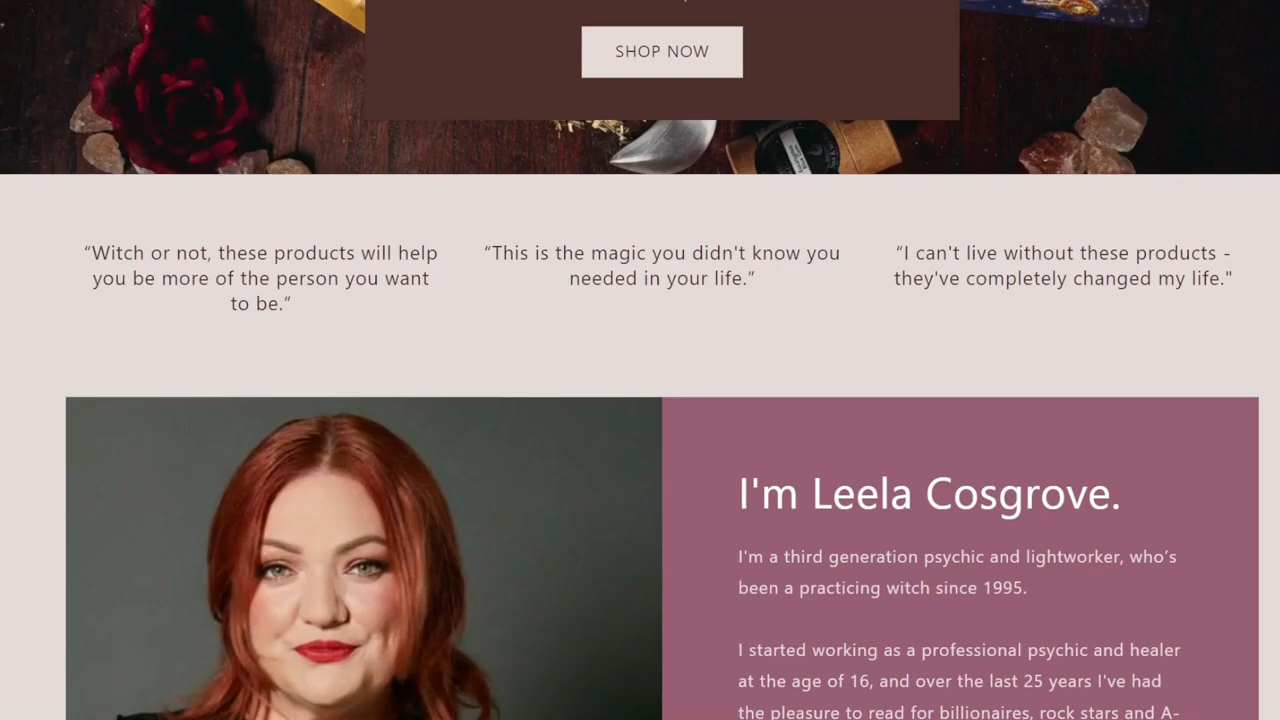 SHOP NOW
“Witch or not, these products will help
you be more of the person you want
to be.”
“This is the magic you didn't know you
needed in your life.”
“I can't live without these products -
they've completely changed my life."
I'm Leela Cosgrove.
I'm a third generation psychic and lightworker, who’s
been a practicing witch since 1995.
I started working as a professional psychic and healer
at the age of 16, and over the last 25 years I've had
the pleasure to read for billionaires, rock stars and A-